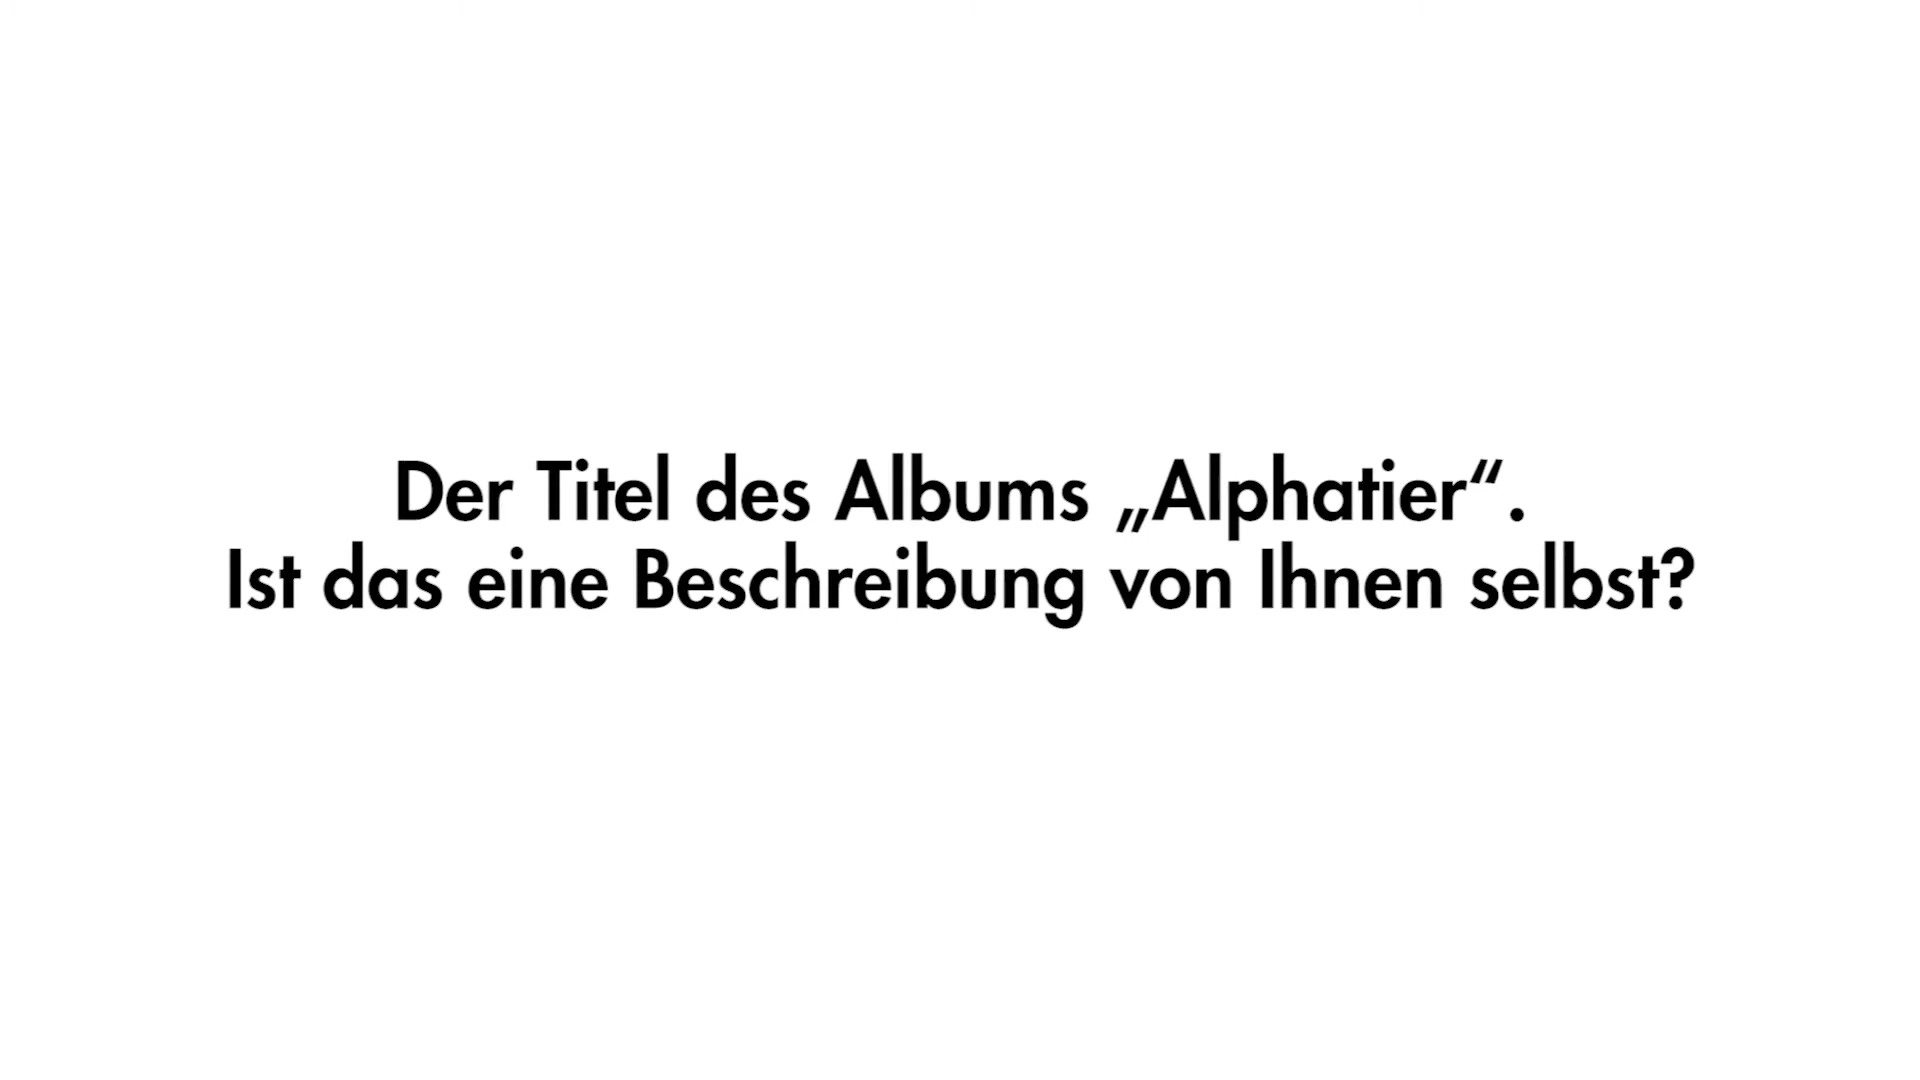 Der Titel des Albums „Alphatier“.
Ist das eine Beschreibung von Ihnen selbst?